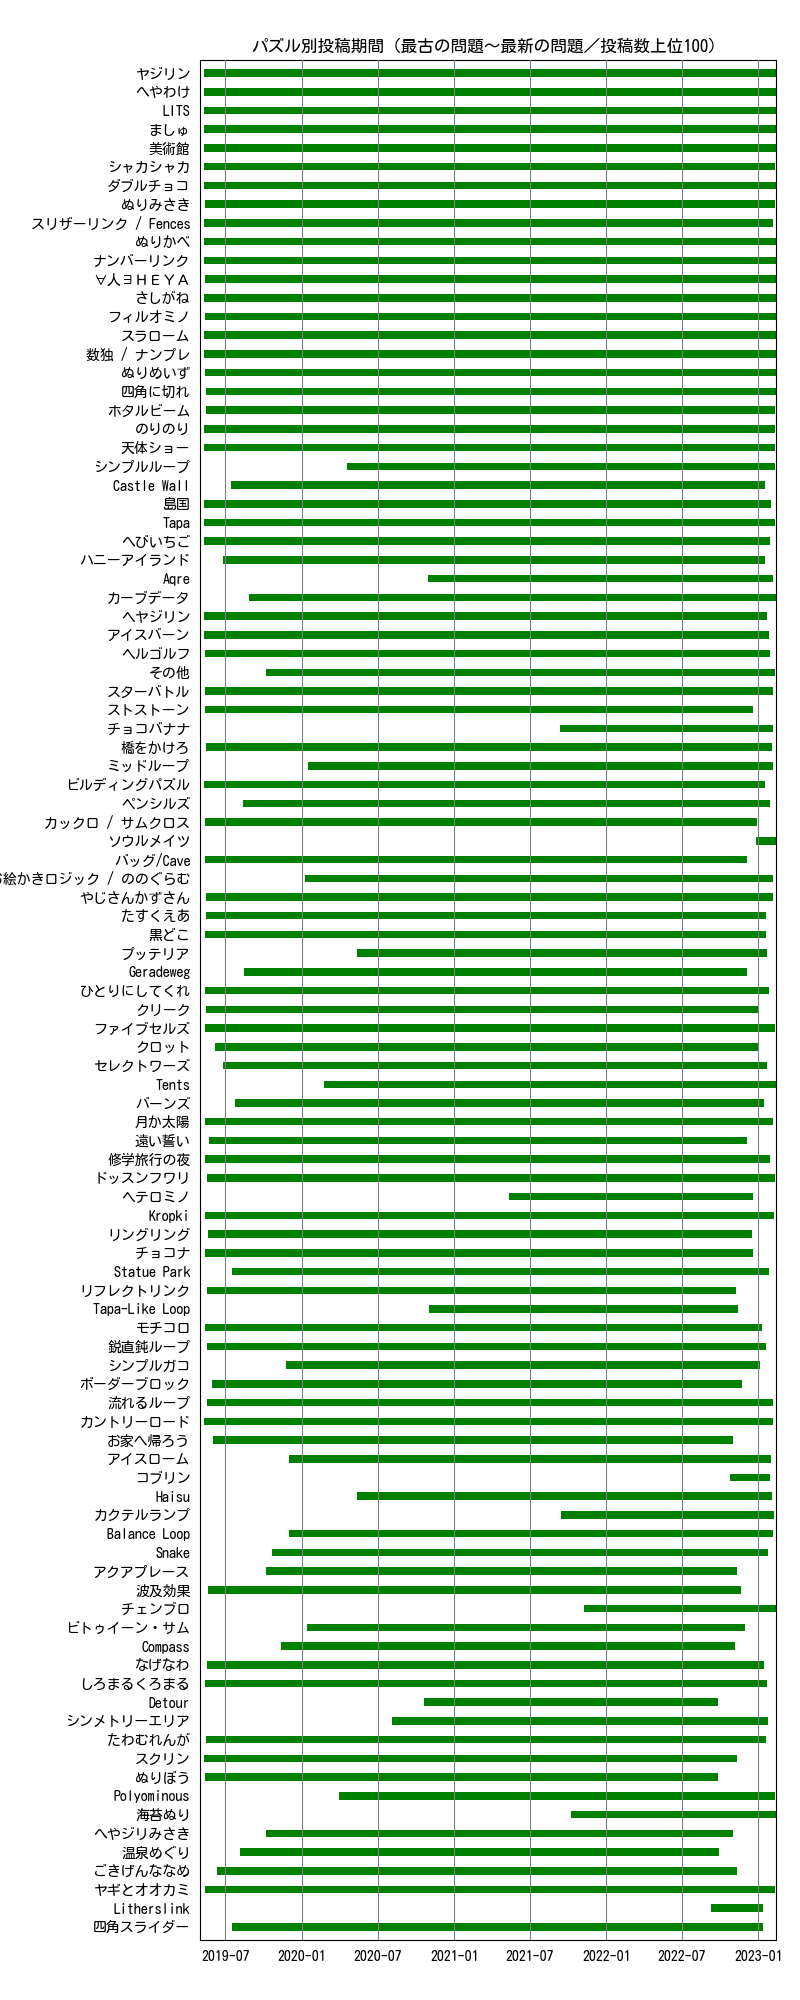 パズル別投稿期間（最古の問題～最新の問題／投稿数上位100）
ヤジリン
へやわけ
LITS
ましゅ
美術館
シャカシャカ
ダブルチョコ
ぬりみさき
スリザーリンク / Fences
ぬりかべ
ナンバーリンク
∀人∃ＨＥＹＡ
さしがね
フィルオミノ
スラローム
数独 / ナンプレ
ぬりめいず
四角に切れ
ホタルビーム
のりのり
天体ショー
シンプルループ
Castle Wall
島国
Tapa
へびいちご
ハニーアイランド
Aqre
カーブデータ
ヘヤジリン
アイスバーン
ヘルゴルフ
その他
スターバトル
ストストーン
チョコバナナ
橋をかけろ
ミッドループ
ビルディングパズル
ペンシルズ
カックロ / サムクロス
ソウルメイツ
バッグ/Cave
絵かきロジック / ののぐらむ
やじさんかずさん
たすくえあ
黒どこ
プッテリア
Geradeweg
ひとりにしてくれ
クリーク
ファイブセルズ
クロット
セレクトワーズ
Tents
バーンズ
月か太陽
遠い誓い
修学旅行の夜
ドッスンフワリ
ヘテロミノ
Kropki
リングリング
チョコナ
Statue Park
リフレクトリンク
Tapa-Like Loop
モチコロ
鋭直鈍ループ
シンプルガコ
ボーダーブロック
流れるループ
カントリーロード
お家へ帰ろう
アイスローム
コブリン
Haisu
カクテルランプ
Balance Loop
Snake
アクアプレース
波及効果
チェンブロ
ビトゥイーン・サム
Compass
なげなわ
しろまるくろまる
Detour
シンメトリーエリア
たわむれんが
スクリン
ぬりぼう
Polyominous
海苔ぬり
へやジリみさき
温泉めぐり
ごきげんななめ
ヤギとオオカミ
Litherslink
四角スライダー
2019-07 2020-01 2020-07 2021-01 2021-07 2022-01 2022-07 2023-01